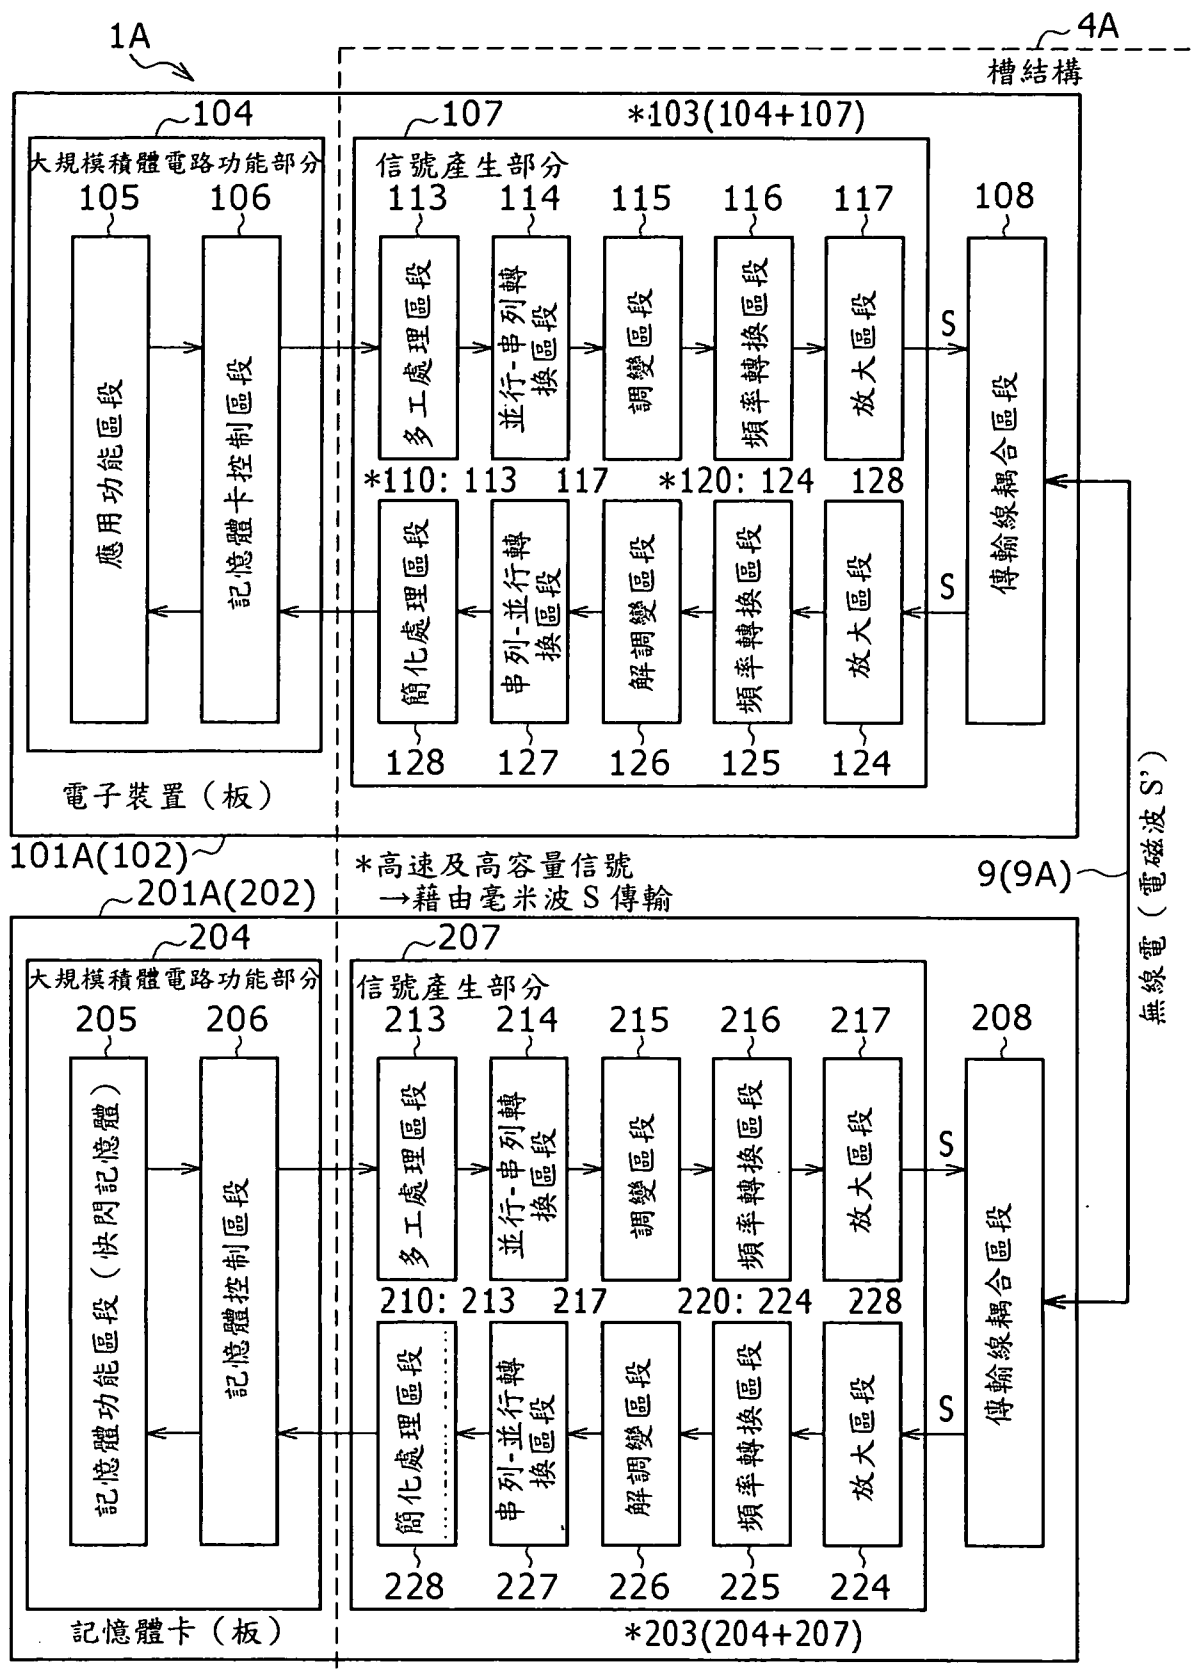 1A
4A
槽結構
104
107
*103(104+107)
大規模積體電路功能部分
信號產生部分
105
106
113
114
115
116
117
108
應用功能區段
記憶體卡控制區段
多工處理區段
並行-串列轉
換區段
調變區段
頻率轉換區段
放大區段
S
傳輸線耦合區段
*110: 113
117
*120: 124
128
簡化處理區段
串列-並行轉
換區段
解調變區段
頻率轉換區段
放大區段
S
128
127
126
125
124
電子裝置（板）
101A(102)
*高速及高容量信號
→藉由毫米波 S 傳輸
9(9A)
無線電（電磁波 S'）
201A(202)
204
207
大規模積體電路功能部分
信號產生部分
205
206
213
214
215
216
217
208
記憶體功能區段（快閃記憶體）
記憶體控制區段
多工處理區段
並行-串列轉
換區段
調變區段
頻率轉換區段
放大區段
S
傳輸線耦合區段
210: 213
217
220: 224
228
簡化處理區段
串列-並行轉
換區段
解調變區段
頻率轉換區段
放大區段
S
228
227
226
225
224
記憶體卡（板）
*203(204+207)